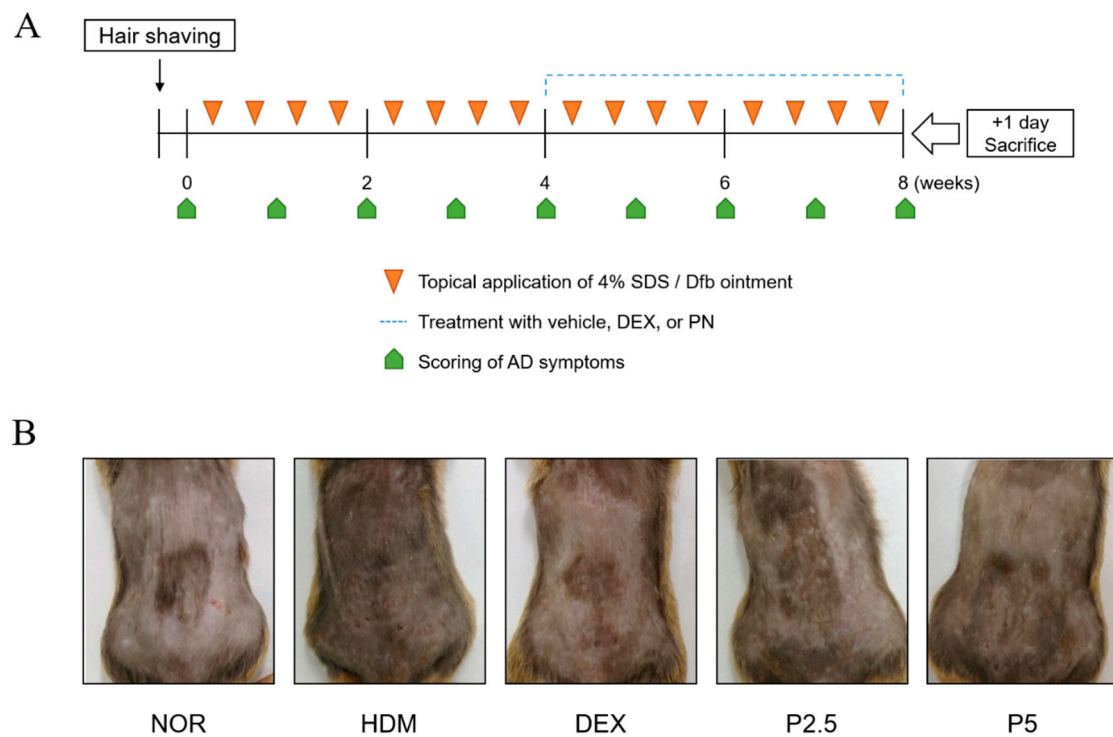 A
Hair shaving
+1 day
Sacrifice
0 2 4 6 8 (weeks)
Topical application of 4% SDS / Dfb ointment
Treatment with vehicle, DEX, or PN
Scoring of AD symptoms
B
NOR HDM DEX P2.5 P5